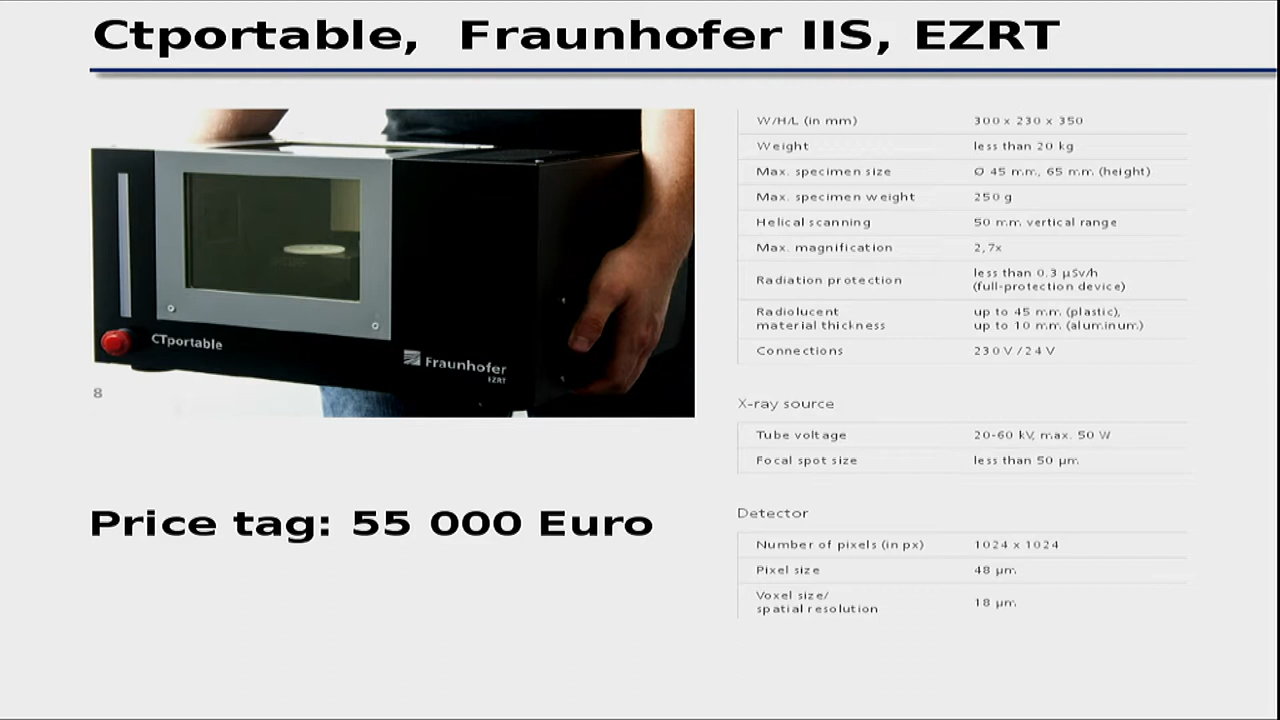 Ctportable, Fraunhofer IIS, EZRT
CTportable
Fraunhofer
EZRT
8
Price tag: 55 000 Euro
W/H/L (in mm) 300 x 230 x 350
Weight less than 20 kg
Max. specimen size Ø 45 mm, 65 mm (height)
Max. specimen weight 250 g
Helical scanning 50 mm vertical range
Max. magnification 2,7x
Radiation protection less than 0.3 µSv/h
(full-protection device)
Radiolucent up to 45 mm (plastic),
material thickness up to 10 mm (aluminum)
Connections 230 V / 24 V
X-ray source
Tube voltage 20-60 kV, max. 50 W
Focal spot size less than 50 µm
Detector
Number of pixels (in px) 1024 x 1024
Pixel size 48 µm
Voxel size/
spatial resolution 18 µm